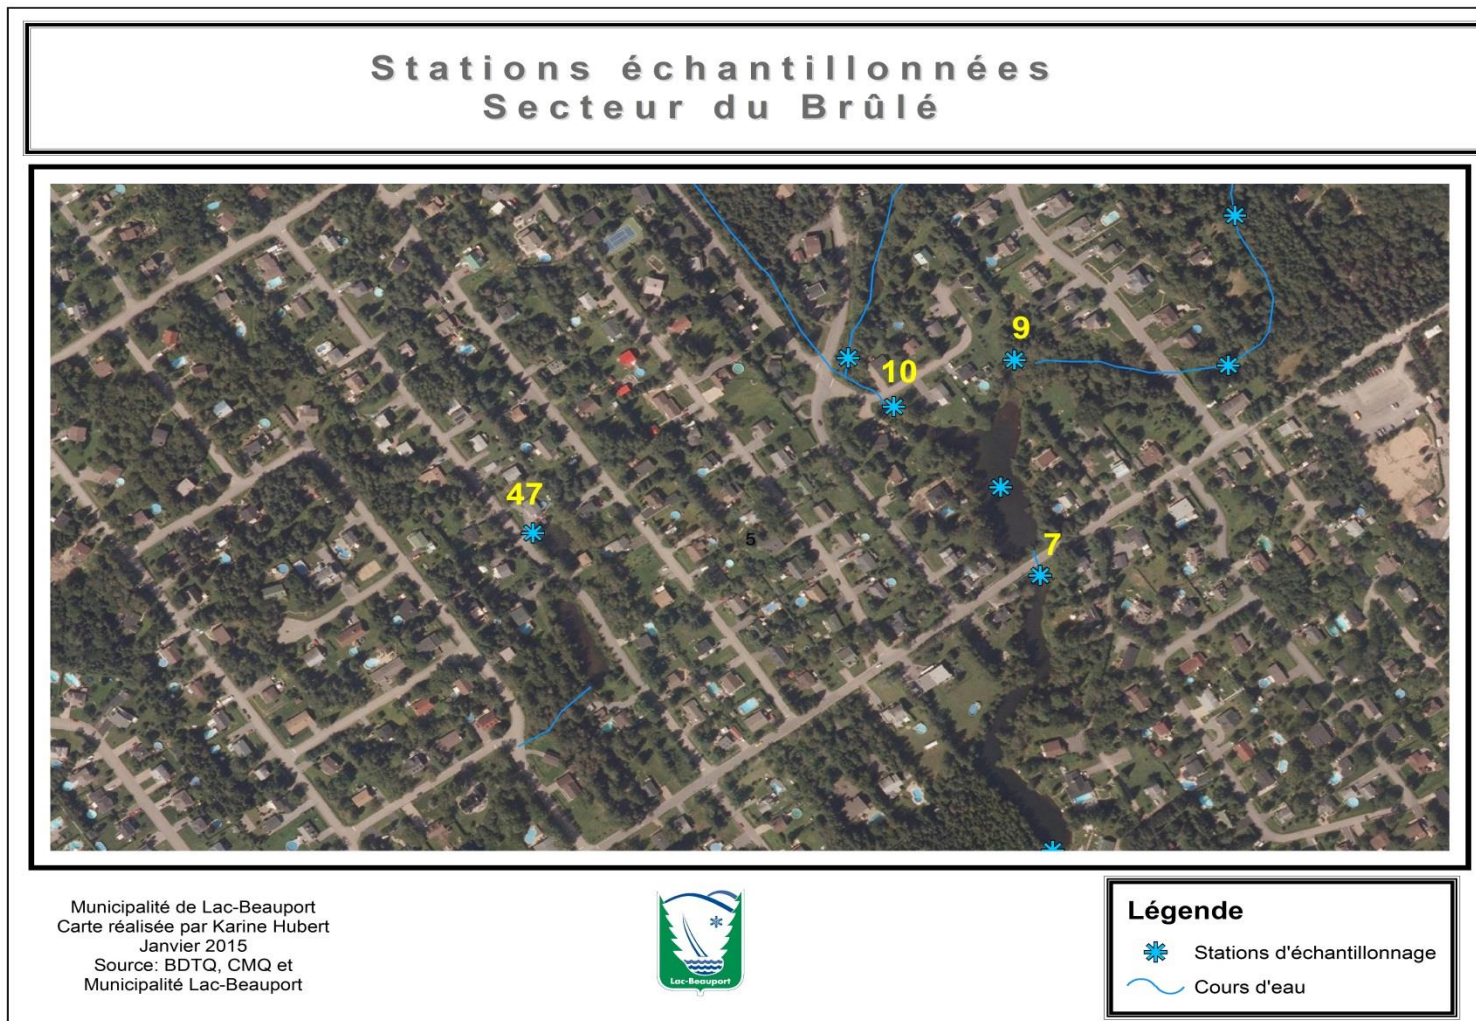 Stations échantillonnées
Secteur du Brûlé
9
10
47
5
7
Municipalité de Lac-Beauport
Carte réalisée par Karine Hubert
Janvier 2015
Source: BDTQ, CMQ et
Municipalité Lac-Beauport
Lac-Beauport
Légende
Stations d'échantillonnage
Cours d'eau